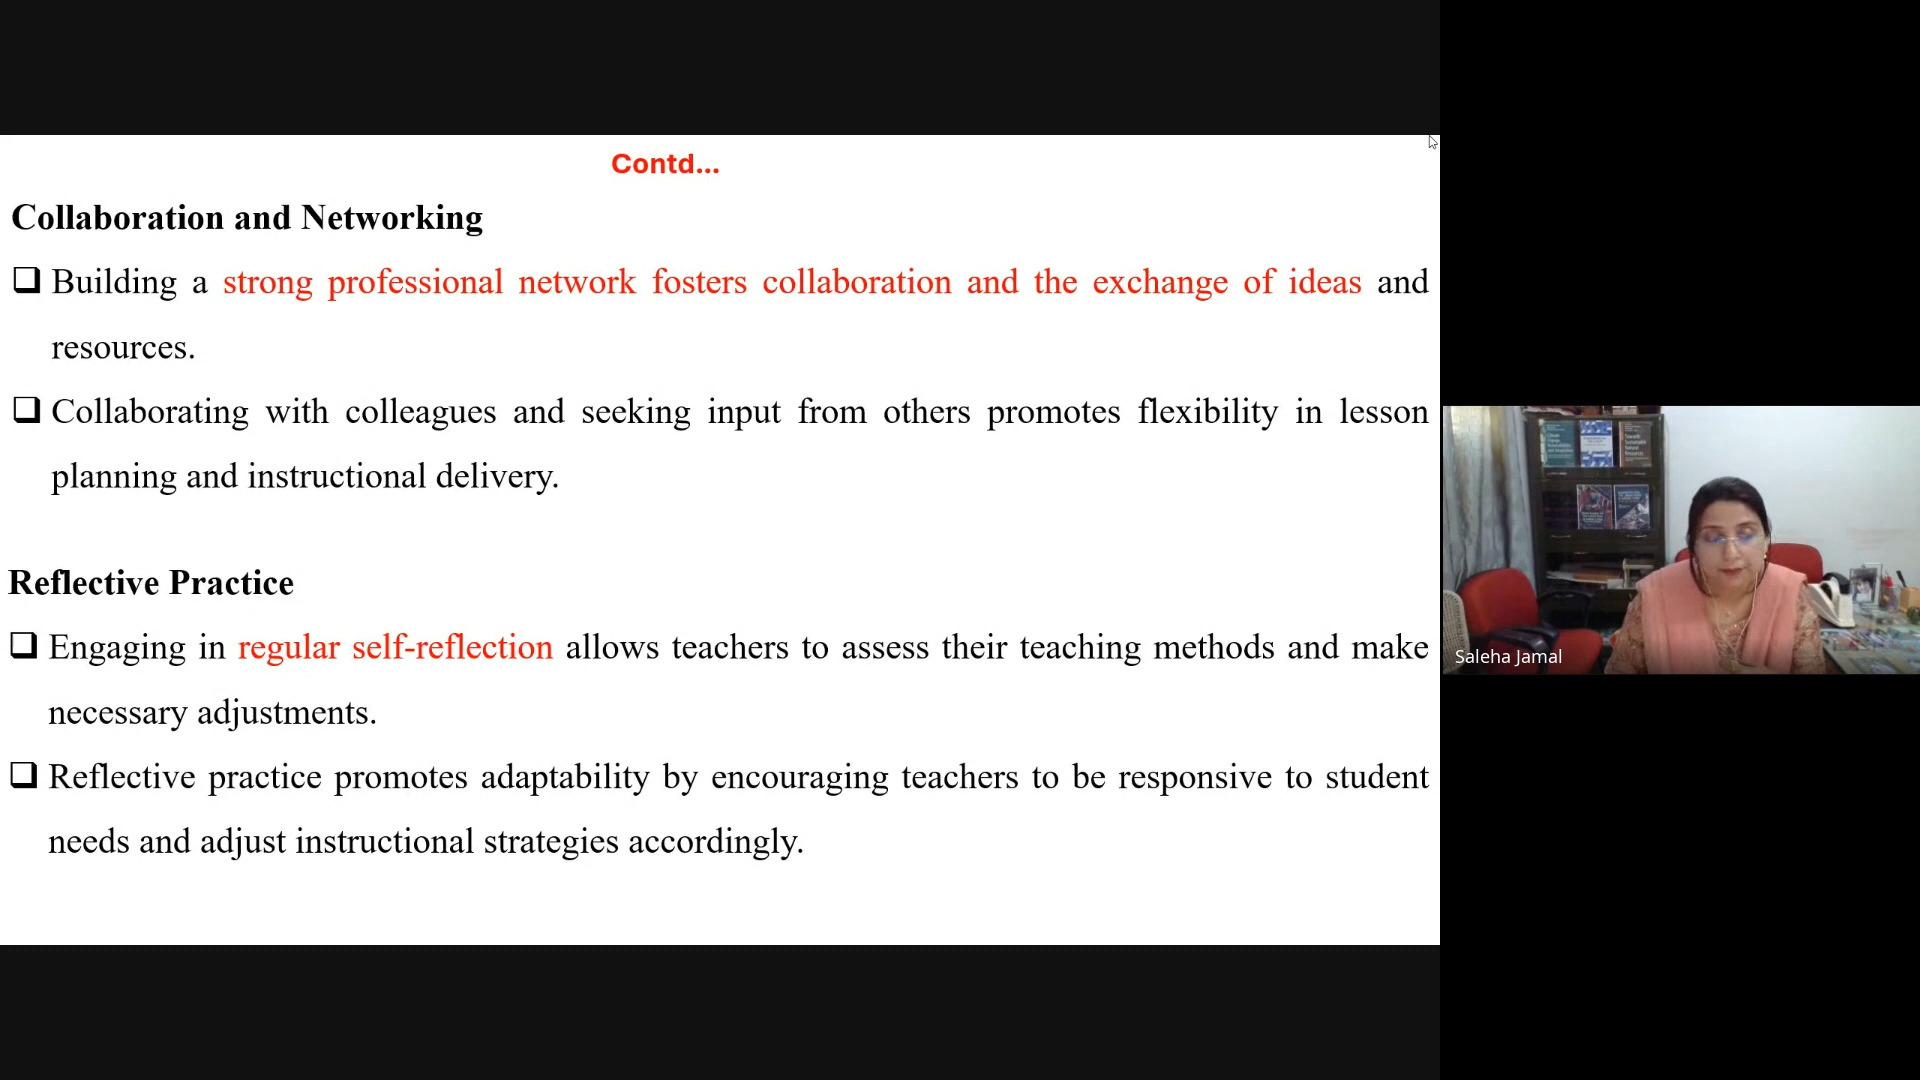 Contd...
Collaboration and Networking
Building a strong professional network fosters collaboration and the exchange of ideas and
resources.
Collaborating with colleagues and seeking input from others promotes flexibility in lesson
planning and instructional delivery.
Reflective Practice
Engaging in regular self-reflection allows teachers to assess their teaching methods and make
necessary adjustments.
Reflective practice promotes adaptability by encouraging teachers to be responsive to student
needs and adjust instructional strategies accordingly.
Saleha Jamal